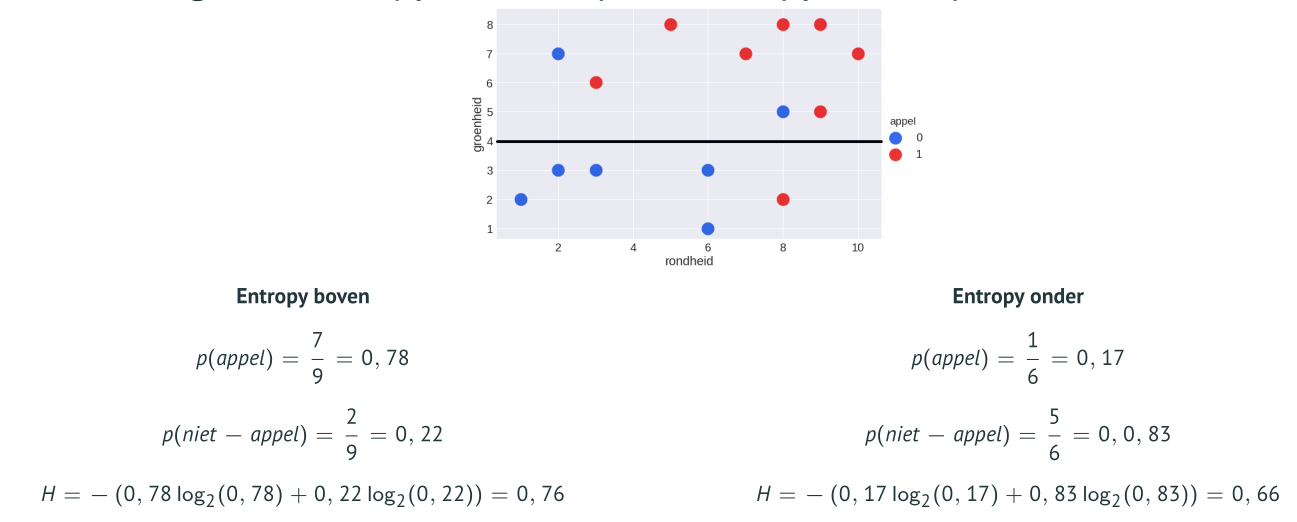 8
7
6
5
4
3
2
1
groenheid
2 4 6 8 10
rondheid
appel
0
1
Entropy boven
p(appel) = 7/9 = 0, 78
p(niet − appel) = 2/9 = 0, 22
H = − (0, 78 log₂(0, 78) + 0, 22 log₂(0, 22)) = 0, 76
Entropy onder
p(appel) = 1/6 = 0, 17
p(niet − appel) = 5/6 = 0, 0, 83
H = − (0, 17 log₂(0, 17) + 0, 83 log₂(0, 83)) = 0, 66